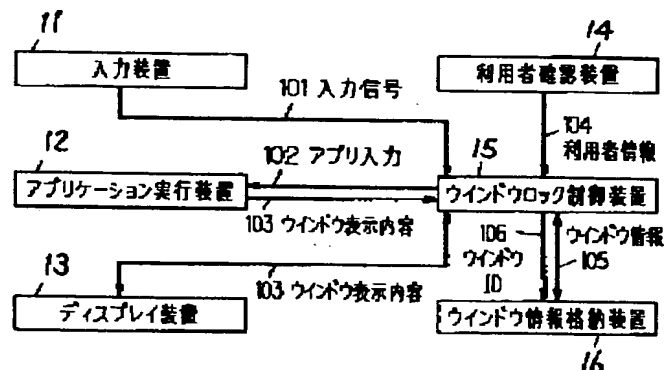 11
入力装置
14
利用者確認装置
101 入力信号
104
利用者情報
12
アプリケーション実行装置
102 アプリ入力
103 ウインドウ表示内容
15
ウインドウロック制御装置
106
ウインドウ
ID
ウインドウ情報
105
13
ディスプレイ装置
103 ウインドウ表示内容
ウインドウ情報格納装置
16